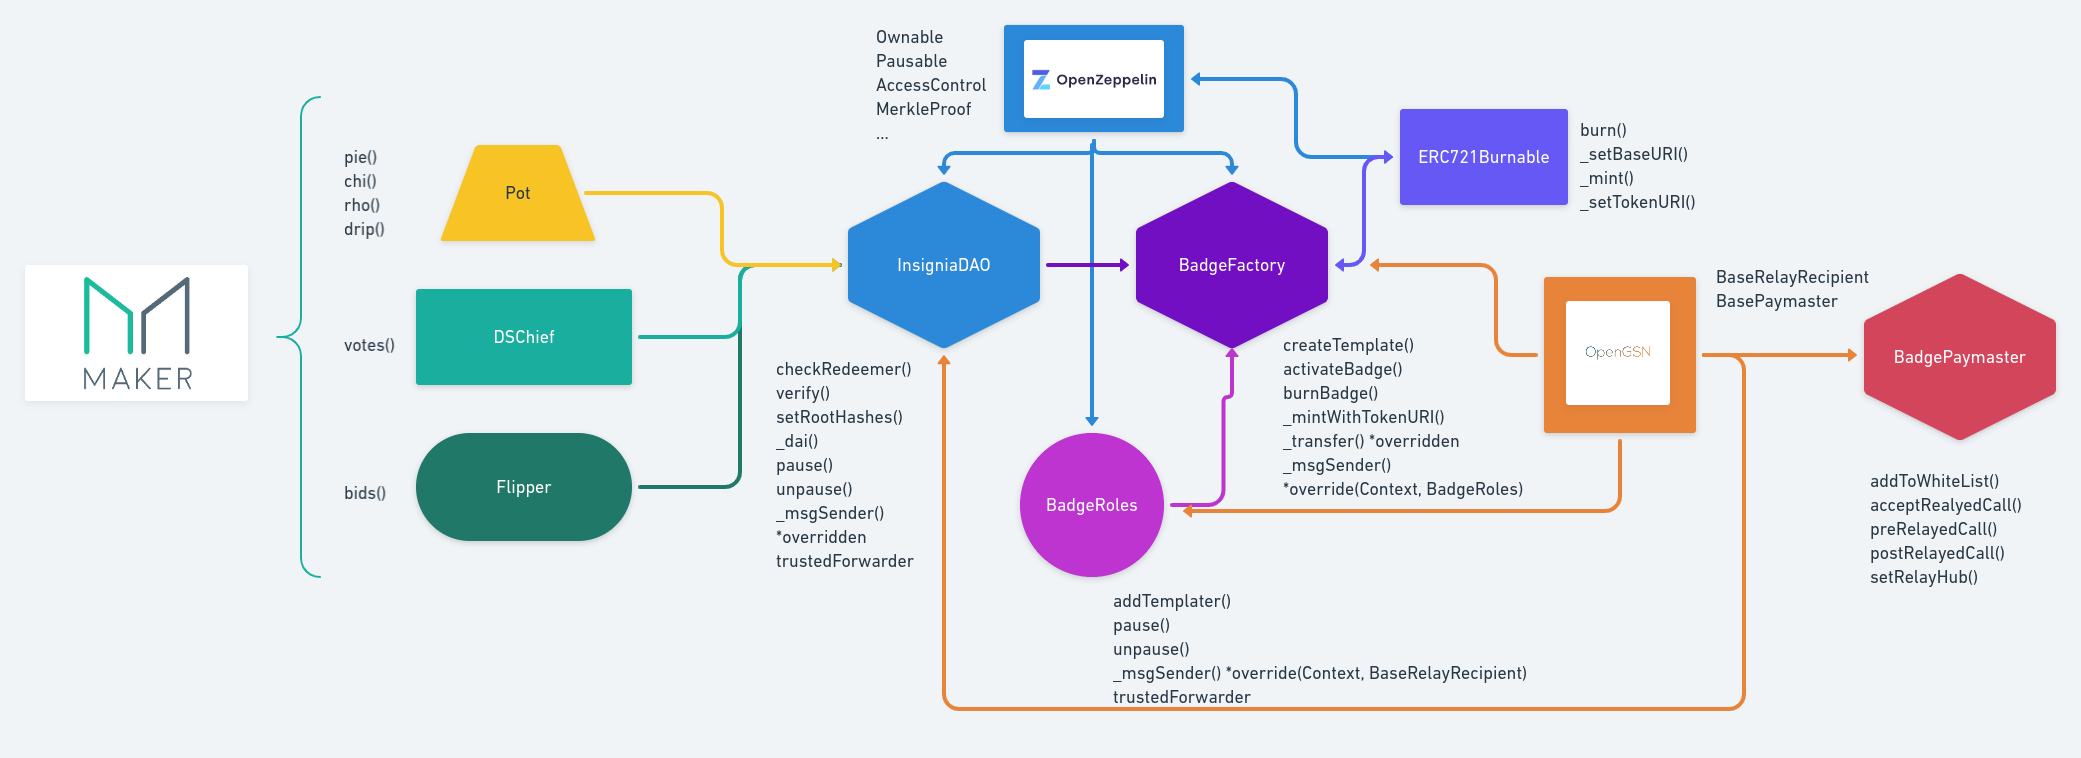 MAKER
pie()
chi()
rho()
drip()
votes()
bids()
Pot
DSChief
Flipper
Ownable
Pausable
AccessControl
MerkleProof
...
OpenZeppelin
InsigniaDAO
checkRedeemer()
verify()
setRootHashes()
_dai()
pause()
unpause()
_msgSender()
*overridden
trustedForwarder
BadgeFactory
createTemplate()
activateBadge()
burnBadge()
_mintWithTokenURI()
_transfer() *overridden
_msgSender()
*override(Context, BadgeRoles)
BadgeRoles
addTemplater()
pause()
unpause()
_msgSender() *override(Context, BaseRelayRecipient)
trustedForwarder
ERC721Burnable
burn()
_setBaseURI()
_mint()
_setTokenURI()
OpenGSN
BaseRelayRecipient
BasePaymaster
BadgePaymaster
addToWhiteList()
acceptRealyedCall()
preRelayedCall()
postRelayedCall()
setRelayHub()